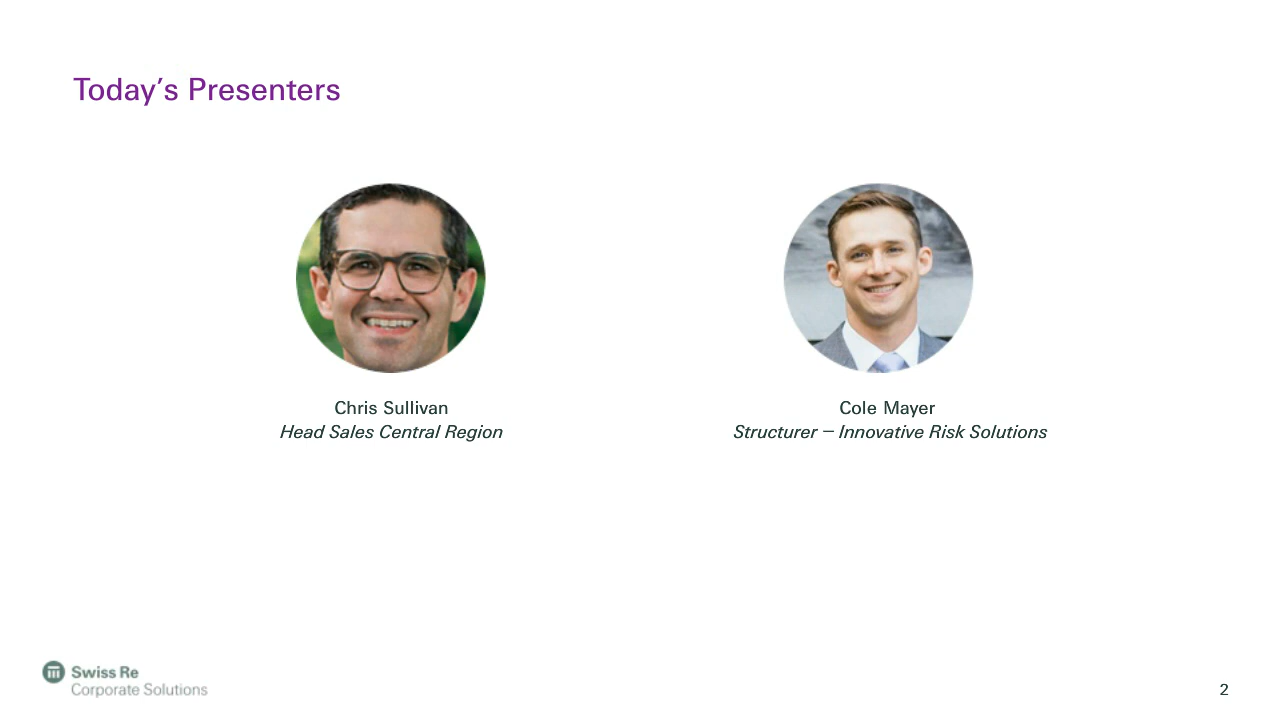 Today’s Presenters
Chris Sullivan
Head Sales Central Region
Cole Mayer
Structurer – Innovative Risk Solutions
Swiss Re
Corporate Solutions
2